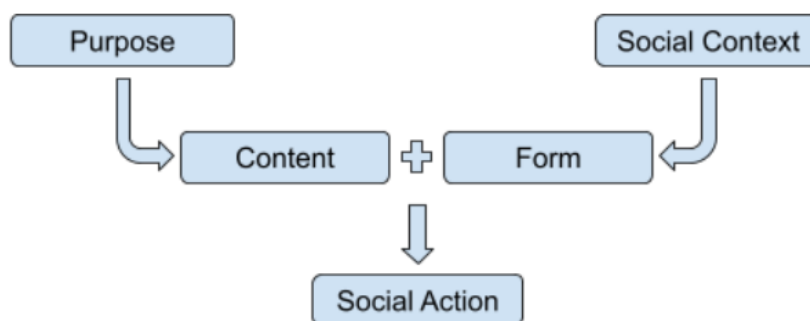 Purpose
Social Context
Content
Form
Social Action